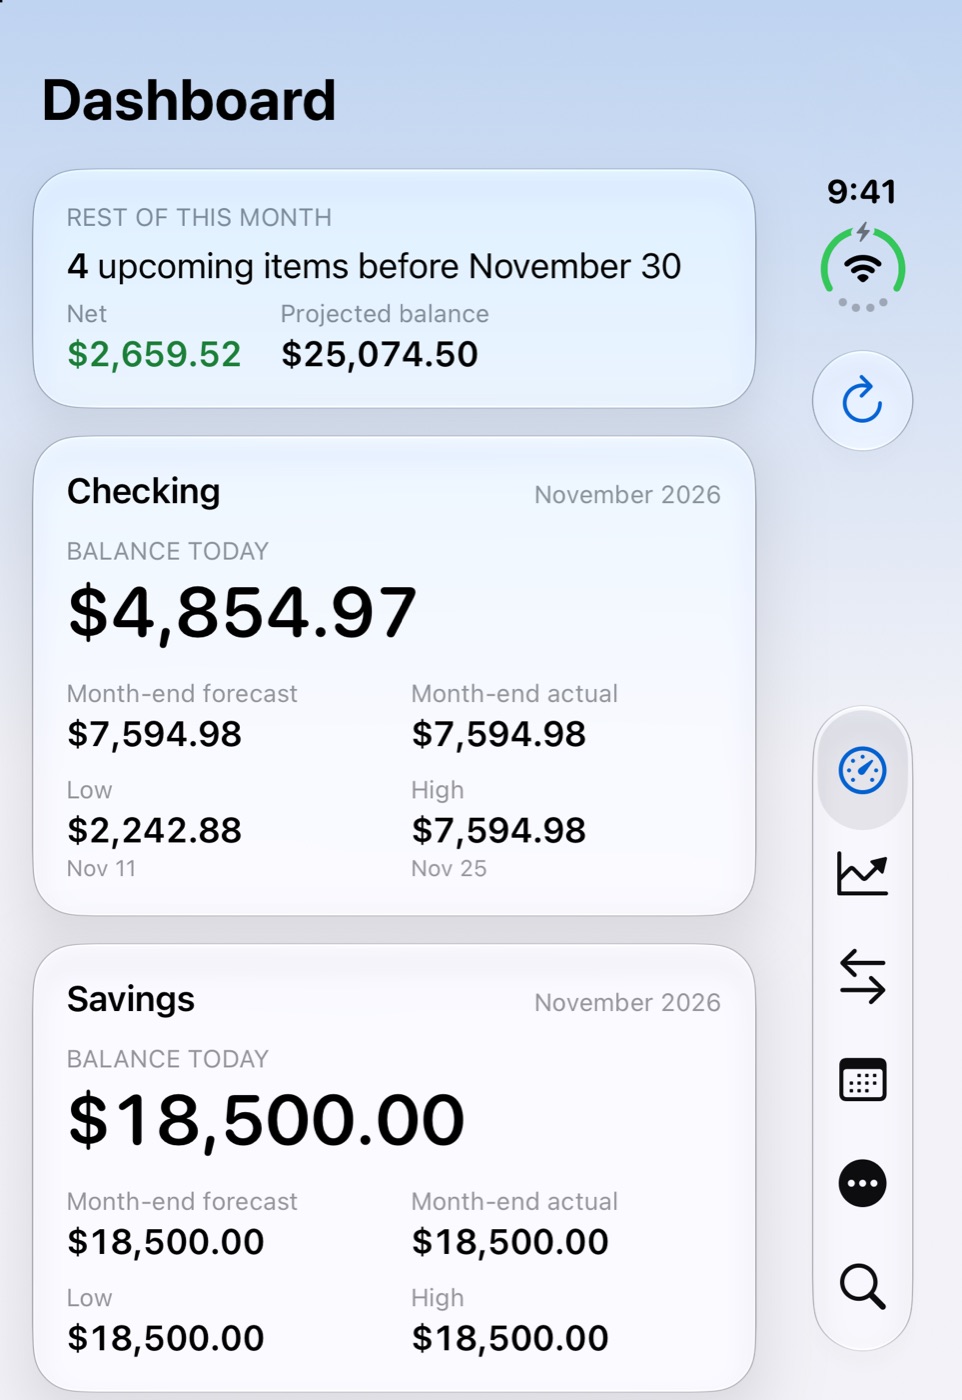 Dashboard
9:41
REST OF THIS MONTH
4 upcoming items before November 30
Net Projected balance
$2,659.52 $25,074.50
Checking November 2026
BALANCE TODAY
$4,854.97
Month-end forecast Month-end actual
$7,594.98 $7,594.98
Low High
$2,242.88 $7,594.98
Nov 11 Nov 25
Savings November 2026
BALANCE TODAY
$18,500.00
Month-end forecast Month-end actual
$18,500.00 $18,500.00
Low High
$18,500.00 $18,500.00